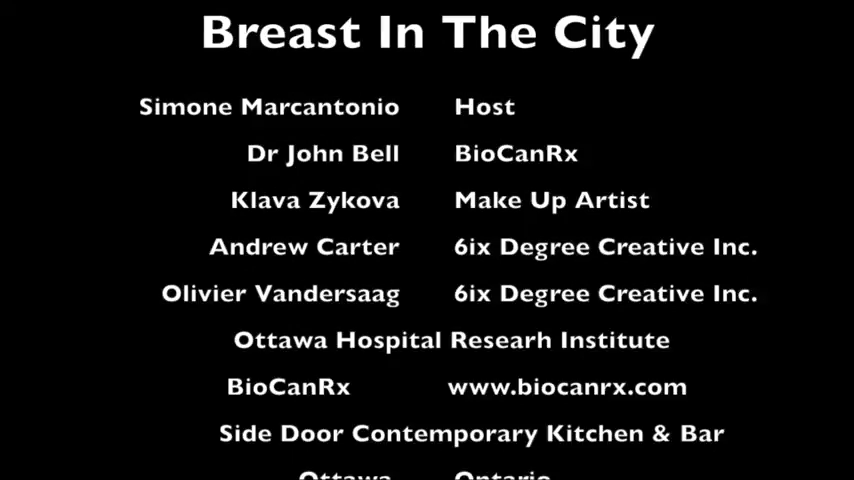 Breast In The City
Simone Marcantonio Host
Dr John Bell BioCanRx
Klava Zykova Make Up Artist
Andrew Carter 6ix Degree Creative Inc.
Olivier Vandersaag 6ix Degree Creative Inc.
Ottawa Hospital Researh Institute
BioCanRx www.biocanrx.com
Side Door Contemporary Kitchen & Bar
Ottawa Ontario